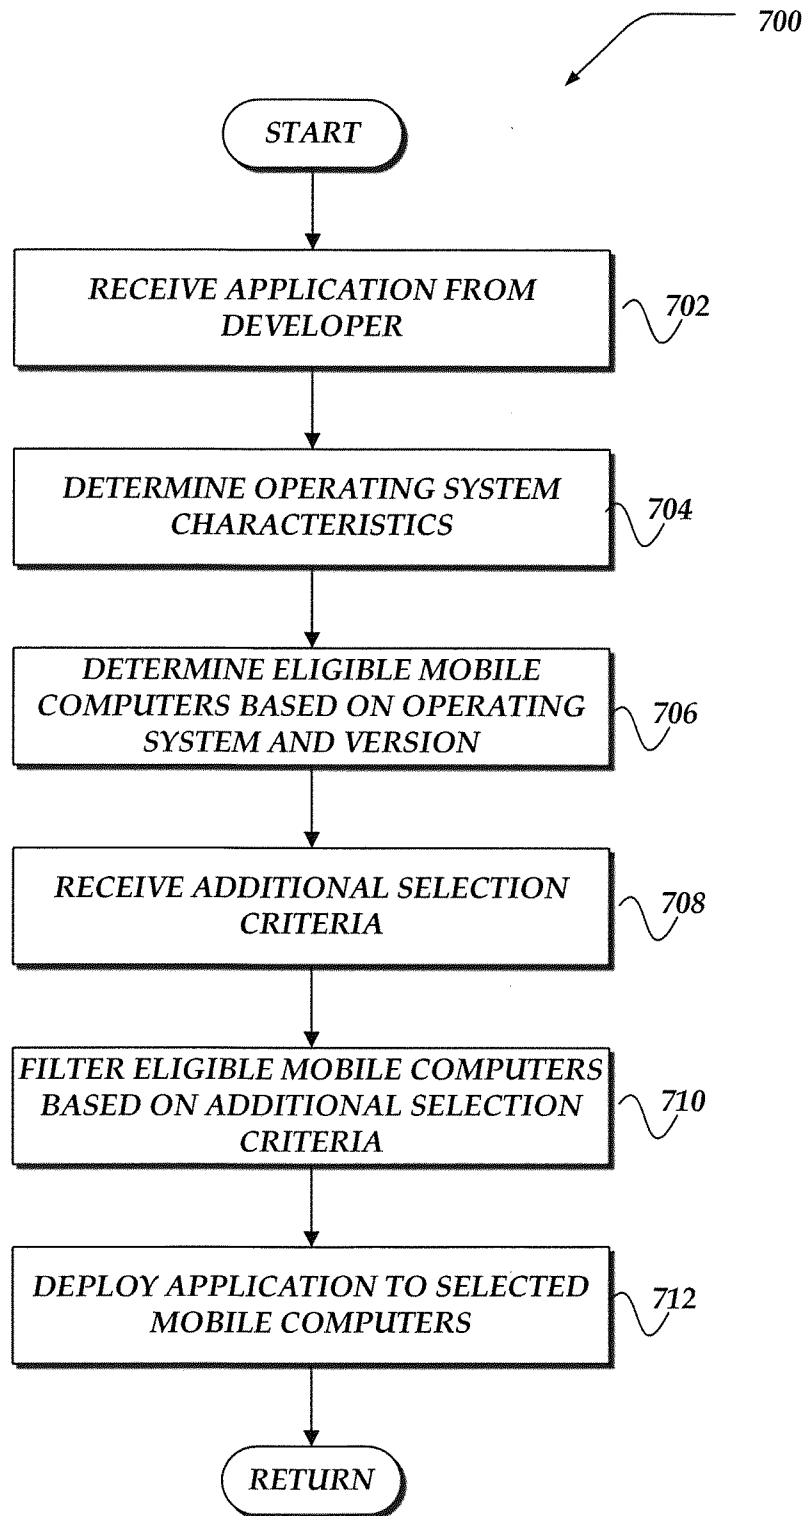 700
START
RECEIVE APPLICATION FROM
DEVELOPER
702
DETERMINE OPERATING SYSTEM
CHARACTERISTICS
704
DETERMINE ELIGIBLE MOBILE
COMPUTERS BASED ON OPERATING
SYSTEM AND VERSION
706
RECEIVE ADDITIONAL SELECTION
CRITERIA
708
FILTER ELIGIBLE MOBILE COMPUTERS
BASED ON ADDITIONAL SELECTION
CRITERIA
710
DEPLOY APPLICATION TO SELECTED
MOBILE COMPUTERS
712
RETURN